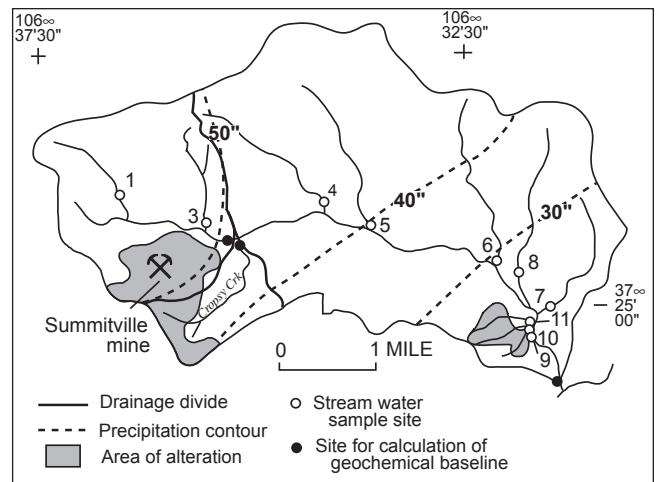 106∞
37'30"
106∞
32'30"
50"
1
4
40"
3
5
30"
6
8
Cropsy Crk
7
37∞
25'
00"
11
Summitville
mine
10
0 1 MILE
9
Drainage divide
Precipitation contour
Area of alteration
Stream water
sample site
Site for calculation of
geochemical baseline